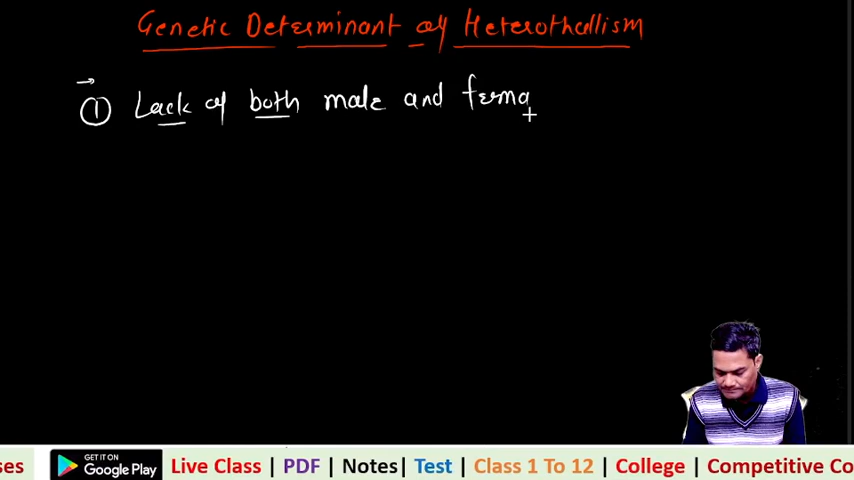 Genetic Determinant of Heterothallism
→
① Lack of both male and fema
ses GET IT ON Google Play Live Class | PDF | Notes| Test | Class 1 To 12 | College | Competitive Co